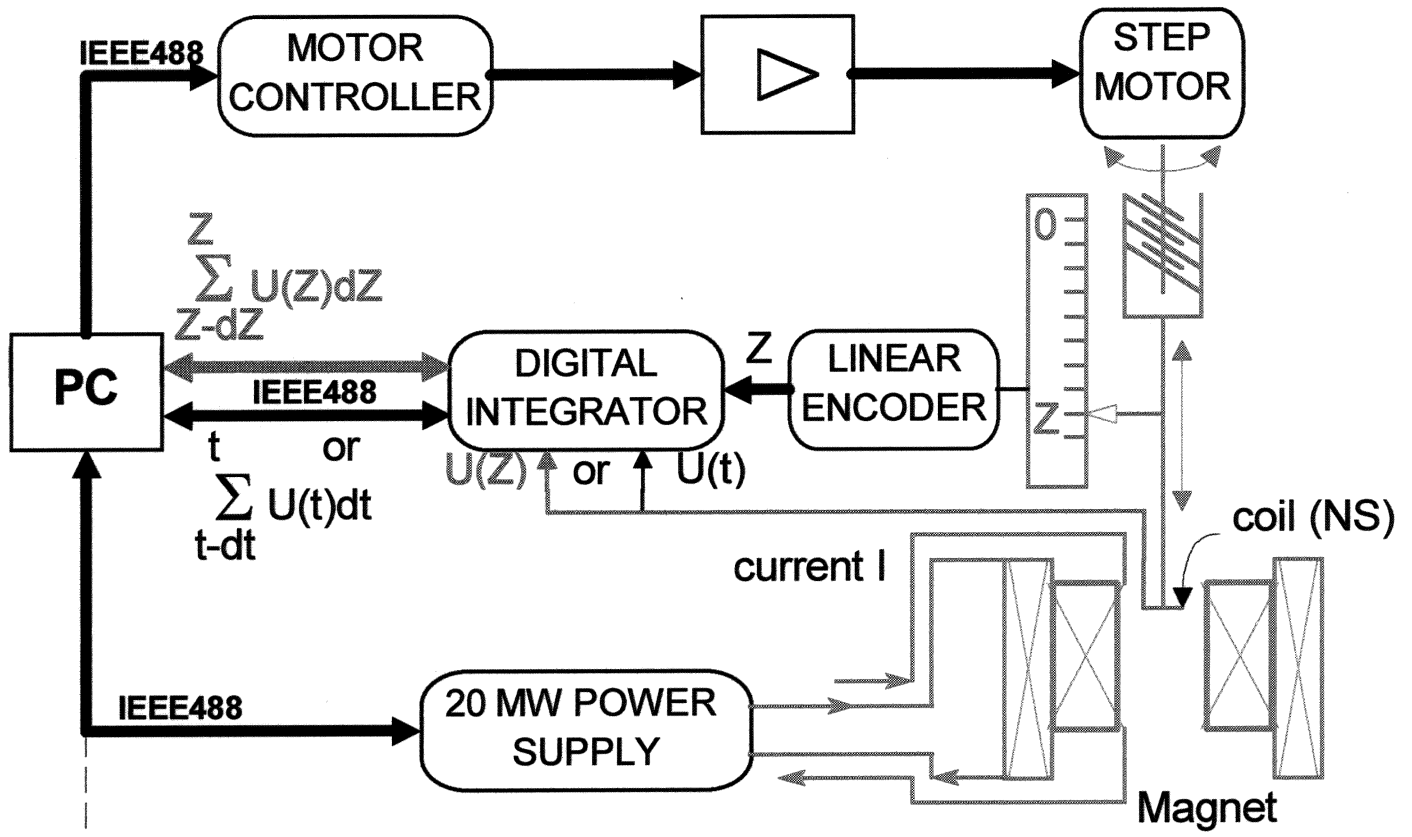 IEEE488
MOTOR
CONTROLLER
STEP
MOTOR
0
Z
Z
Σ U(Z)dZ
Z-dZ
PC
IEEE488
t or
Σ U(t)dt
t-dt
DIGITAL
INTEGRATOR
Z
LINEAR
ENCODER
U(Z) or U(t)
coil (NS)
current I
IEEE488
20 MW POWER
SUPPLY
Magnet